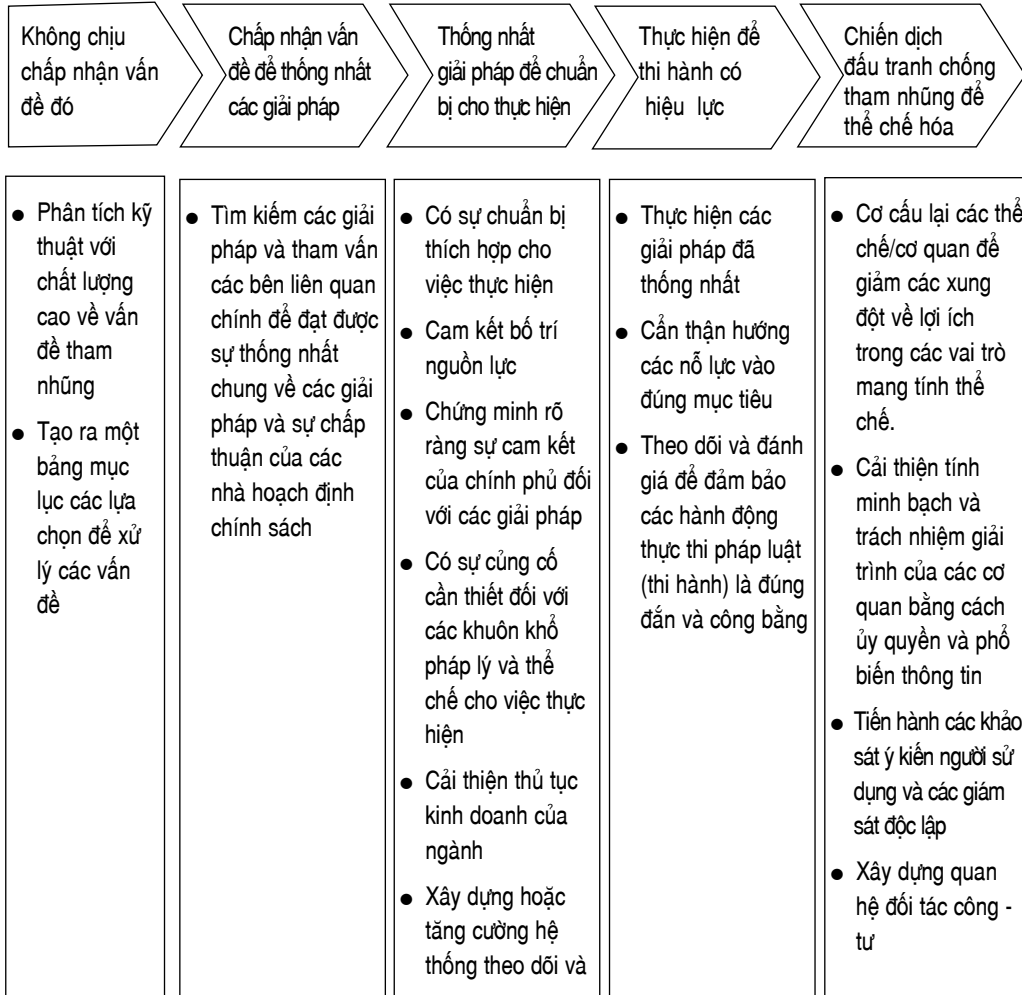 Không chịu
chấp nhận vấn
đề đó
Chấp nhận vấn
đề để thống nhất
các giải pháp
Thống nhất
giải pháp để chuẩn
bị cho thực hiện
Thực hiện để
thi hành có
hiệu lực
Chiến dịch
đấu tranh chống
tham nhũng để
thể chế hóa
● Phân tích kỹ
thuật với
chất lượng
cao về vấn
đề tham
nhũng
● Tạo ra một
bảng mục
lục các lựa
chọn để xử
lý các vấn
đề
● Tìm kiếm các giải
pháp và tham vấn
các bên liên quan
chính để đạt được
sự thống nhất
chung về các giải
pháp và sự chấp
thuận của các
nhà hoạch định
chính sách
● Có sự chuẩn bị
thích hợp cho
việc thực hiện
● Cam kết bố trí
nguồn lực
● Chứng minh rõ
ràng sự cam kết
của chính phủ đối
với các giải pháp
● Có sự củng cố
cần thiết đối với
các khuôn khổ
pháp lý và thể
chế cho việc thực
hiện
● Cải thiện thủ tục
kinh doanh của
ngành
● Xây dựng hoặc
tăng cường hệ
thống theo dõi và
● Thực hiện các
giải pháp đã
thống nhất
● Cẩn thận hướng
các nỗ lực vào
đúng mục tiêu
● Theo dõi và đánh
giá để đảm bảo
các hành động
thực thi pháp luật
(thi hành) là đúng
đắn và công bằng
● Cơ cấu lại các thể
chế/cơ quan để
giảm các xung
đột về lợi ích
trong các vai trò
mang tính thể
chế.
● Cải thiện tính
minh bạch và
trách nhiệm giải
trình của các cơ
quan bằng cách
ủy quyền và phổ
biến thông tin
● Tiến hành các khảo
sát ý kiến người sử
dụng và các giám
sát độc lập
● Xây dựng quan
hệ đối tác công -
tư